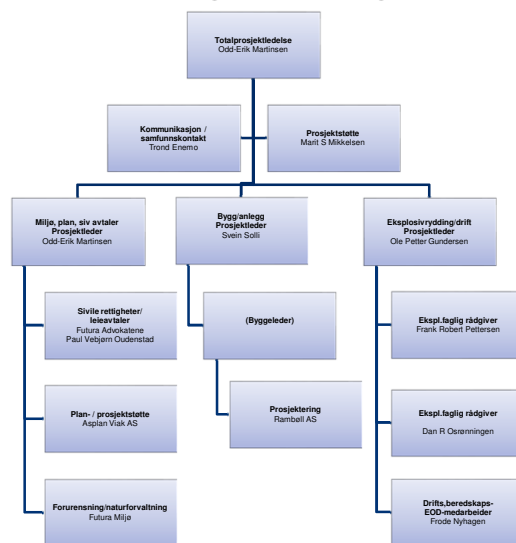 Totalprosjektledelse
Odd-Erik Martinsen
Kommunikasjon /
samfunnskontakt
Trond Enemo
Prosjektstøtte
Marit S Mikkelsen
Miljø, plan, siv avtaler
Prosjektleder
Odd-Erik Martinsen
Bygg/anlegg
Prosjektleder
Svein Solli
Eksplosivrydding/drift
Prosjektleder
Ole Petter Gundersen
Sivile rettigheter/
leieavtaler
Futura Advokatene
Paul Vebjørn Oudenstad
(Byggeleder)
Ekspl.faglig rådgiver
Frank Robert Pettersen
Plan- / prosjektstøtte
Asplan Viak AS
Prosjektering
Rambøll AS
Ekspl.faglig rådgiver
Dan R Osrønningen
Forurensning/naturforvaltning
Futura Miljø
Drifts,beredskaps-
EOD-medarbeider
Frode Nyhagen